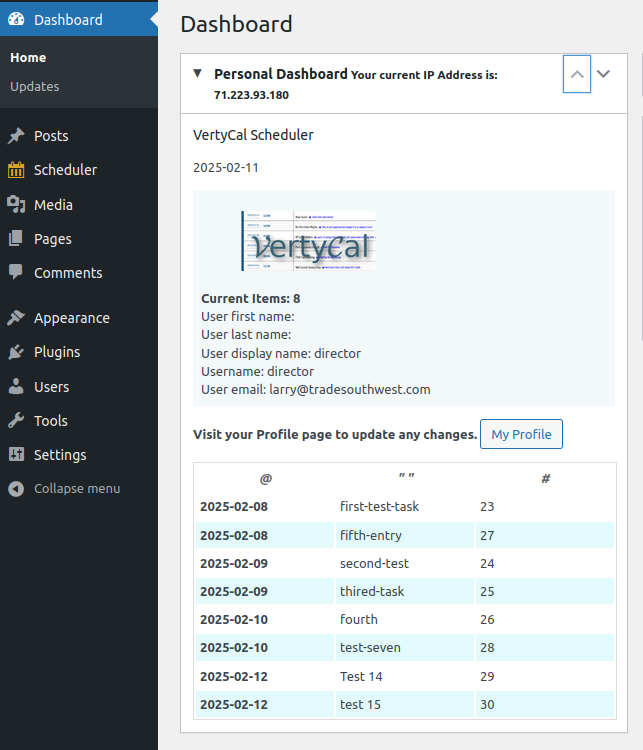 Dashboard
Home
Updates
Posts
Scheduler
Media
Pages
Comments
Appearance
Plugins
Users
Tools
Settings
Collapse menu
Dashboard
Personal Dashboard Your current IP Address is:
71.223.93.180
VertyCal Scheduler
2025-02-11
VertyCal
Current Items: 8
User first name:
User last name:
User display name: director
Username: director
User email: larry@tradesouthwest.com
Visit your Profile page to update any changes. My Profile
@ " " #
2025-02-08 first-test-task 23
2025-02-08 fifth-entry 27
2025-02-09 second-test 24
2025-02-09 thired-task 25
2025-02-10 fourth 26
2025-02-10 test-seven 28
2025-02-12 Test 14 29
2025-02-12 test 15 30